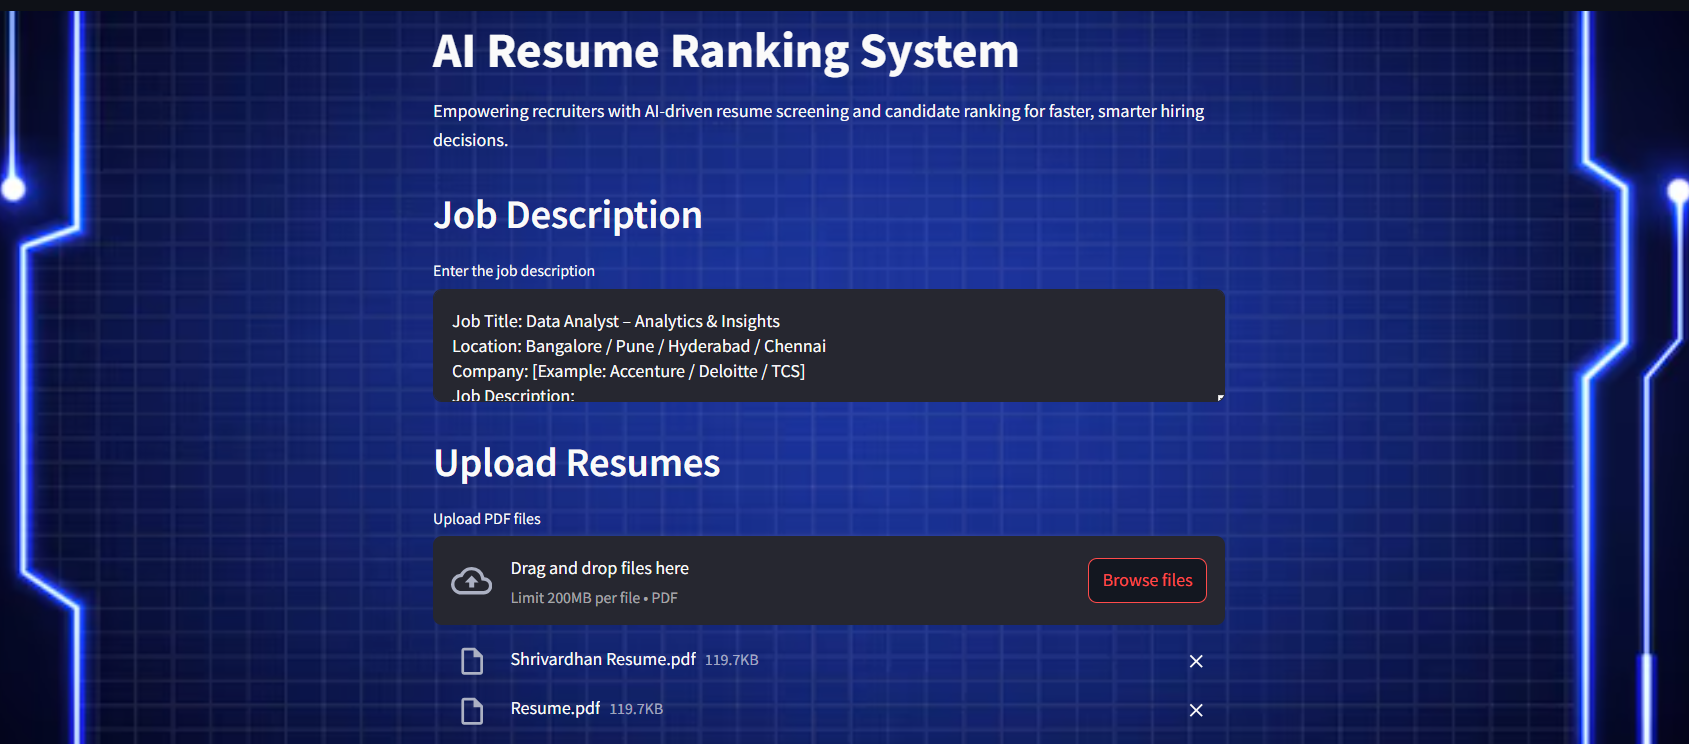 AI Resume Ranking System
Empowering recruiters with AI-driven resume screening and candidate ranking for faster, smarter hiring
decisions.
Job Description
Enter the job description
Job Title: Data Analyst – Analytics & Insights
Location: Bangalore / Pune / Hyderabad / Chennai
Company: [Example: Accenture / Deloitte / TCS]
Job Description:
Upload Resumes
Upload PDF files
Drag and drop files here
Limit 200MB per file • PDF
Browse files
Shrivardhan Resume.pdf 119.7KB
Resume.pdf 119.7KB